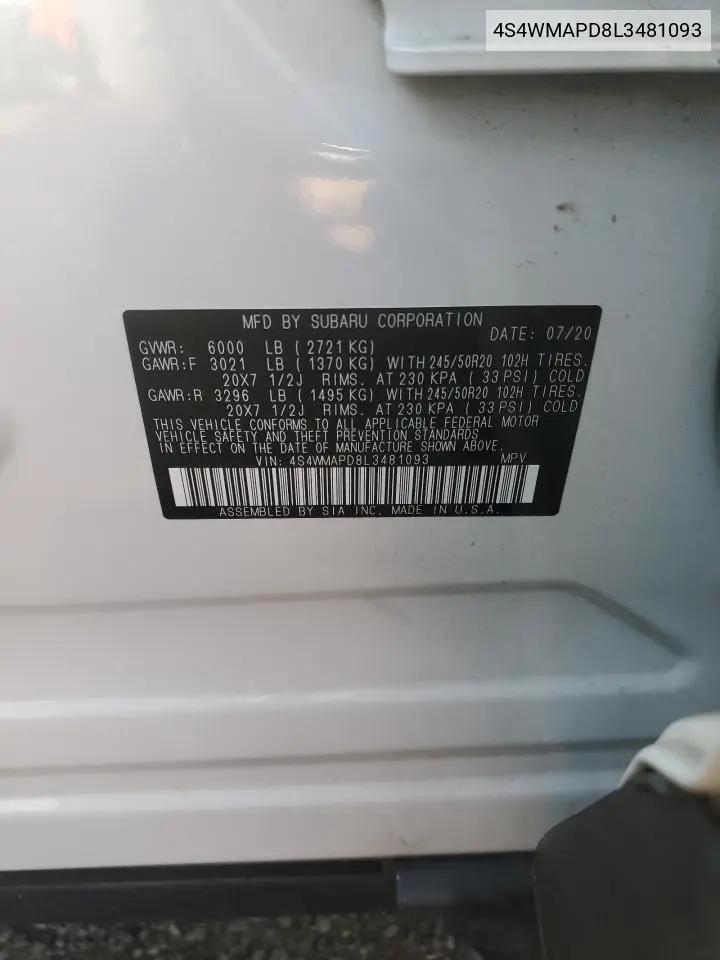 4S4WMAPD8L3481093
MFD BY SUBARU CORPORATION DATE: 07/20
GVWR: 6000 LB ( 2721 KG)
GAWR:F 3021 LB ( 1370 KG) WITH 245/50R20 102H TIRES.
20X7 1/2J RIMS. AT 230 KPA ( 33 PSI) COLD
GAWR:R 3296 LB ( 1495 KG) WITH 245/50R20 102H TIRES.
20X7 1/2J RIMS. AT 230 KPA ( 33 PSI) COLD
THIS VEHICLE CONFORMS TO ALL APPLICABLE FEDERAL MOTOR
VEHICLE SAFETY AND THEFT PREVENTION STANDARDS
IN EFFECT ON THE DATE OF MANUFACTURE SHOWN ABOVE.
VIN: 4S4WMAPD8L3481093 MPV
ASSEMBLED BY SIA INC. MADE IN U.S.A.